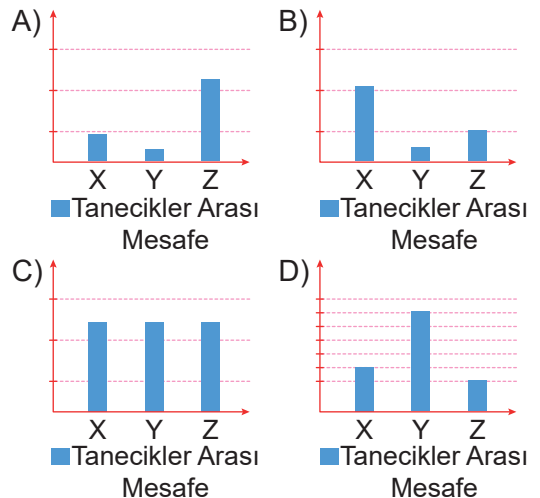 A)
X Y Z
Tanecikler Arası
Mesafe
B)
X Y Z
Tanecikler Arası
Mesafe
C)
X Y Z
Tanecikler Arası
Mesafe
D)
X Y Z
Tanecikler Arası
Mesafe